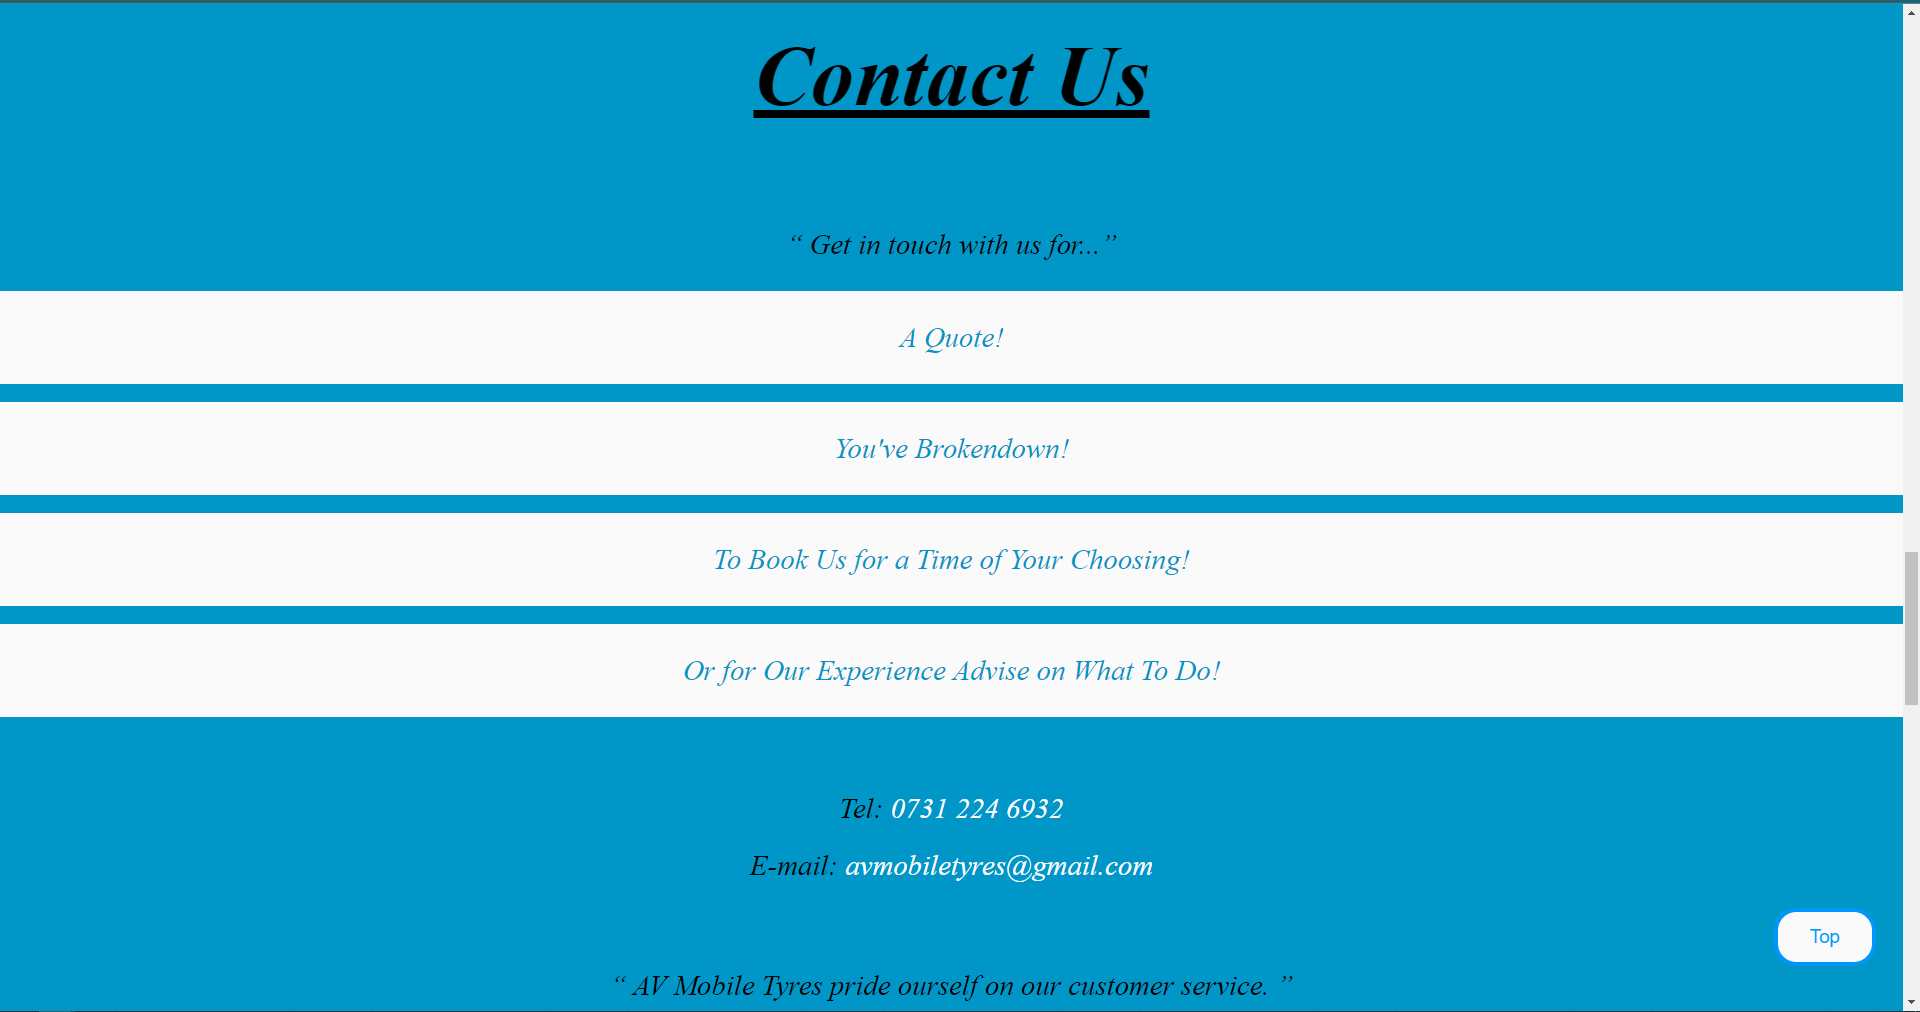 Contact Us
“ Get in touch with us for...”
A Quote!
You've Brokendown!
To Book Us for a Time of Your Choosing!
Or for Our Experience Advise on What To Do!
Tel: 0731 224 6932
E-mail: avmobiletyres@gmail.com
Top
“ AV Mobile Tyres pride ourself on our customer service. ”